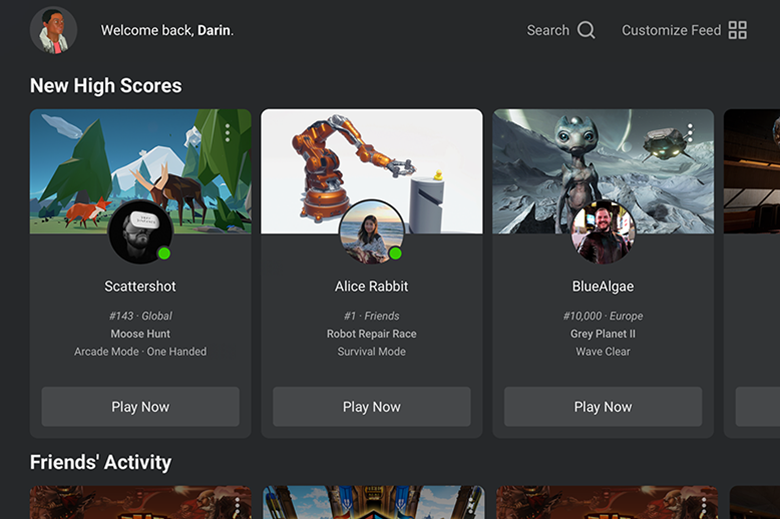 Welcome back, Darin.
Search
Customize Feed
New High Scores
Scattershot
#143 · Global
Moose Hunt
Arcade Mode · One Handed
Play Now
Alice Rabbit
#1 · Friends
Robot Repair Race
Survival Mode
Play Now
BlueAlgae
#10,000 · Europe
Grey Planet II
Wave Clear
Play Now
Friends' Activity